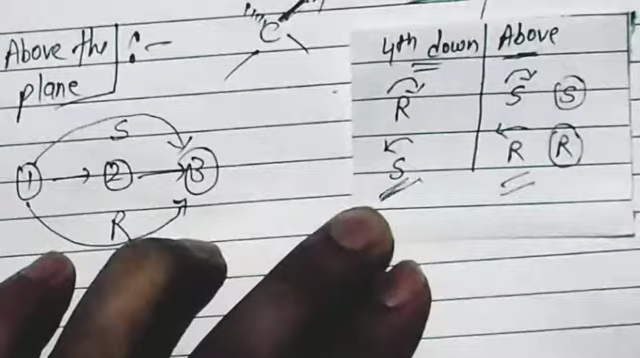 Above the :-
plane
C
S
1 → 2 → 3
R
4th down Above
R S S
S R R